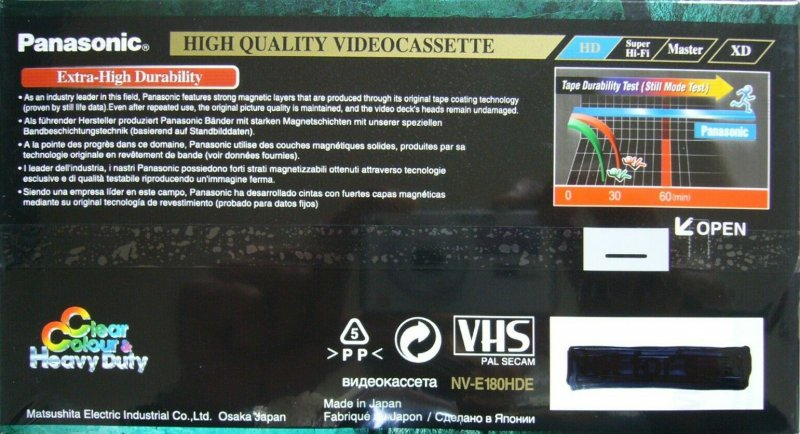 Panasonic®
HIGH QUALITY VIDEOCASSETTE
HD
Super
Hi-Fi
Master
XD
Extra-High Durability
• As an industry leader in this field, Panasonic features strong magnetic layers that are produced through its original tape coating technology
(proven by still life data).Even after repeated use, the original picture quality is maintained, and the video deck's heads remain undamaged.
• Als führender Hersteller produziert Panasonic Bänder mit starken Magnetschichten mit unserer speziellen
Bandbeschichtungstechnik (basierend auf Standbilddaten).
• A la pointe des progrès dans ce domaine, Panasonic utilise des couches magnétiques solides, produites par sa
technologie originale en revêtement de bande (voir données fournies).
• I leader dell'industria, i nastri Panasonic possiedono forti strati magnetizzabili ottenuti attraverso tecnologie
esclusive e di qualità testabile riproducendo un'immagine ferma.
• Siendo una empresa líder en este campo, Panasonic ha desarrollado cintas con fuertes capas magnéticas
mediante su original tecnología de revestimiento (probado para datos fijos)
Tape Durability Test ( Still Mode Test )
Panasonic
0 30 60(min)
OPEN
Clear
Colour &
Heavy Duty
5
>PP<
VHS
PAL SECAM
видеокассета
NV-E180HDE
Matsushita Electric Industrial Co.,Ltd. Osaka Japan
Made in Japan
Fabriqué au Japon / Сделано в Японии